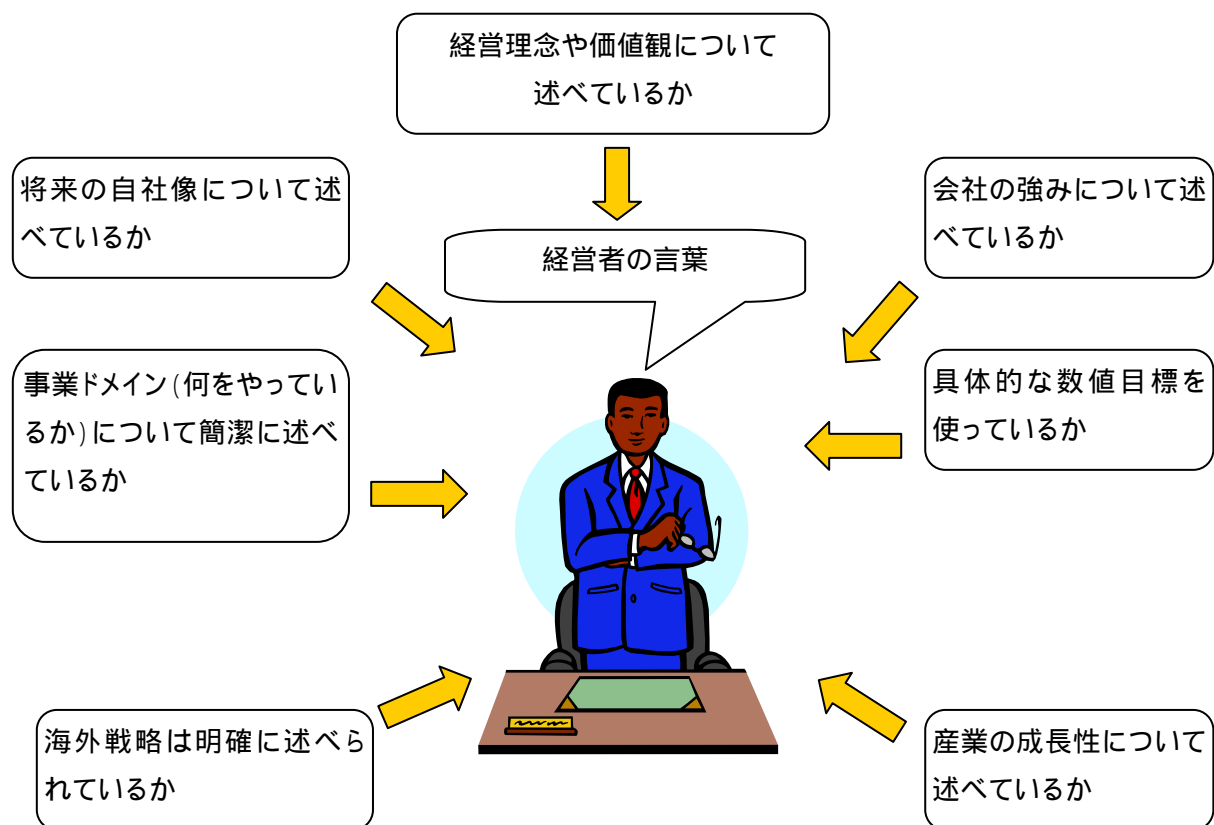 経営理念や価値観について
述べているか
将来の自社像について述
べているか
会社の強みについて述
べているか
経営者の言葉
事業ドメイン(何をやってい
るか)について簡潔に述べ
ているか
具体的な数値目標を
使っているか
海外戦略は明確に述べら
れているか
産業の成長性について
述べているか